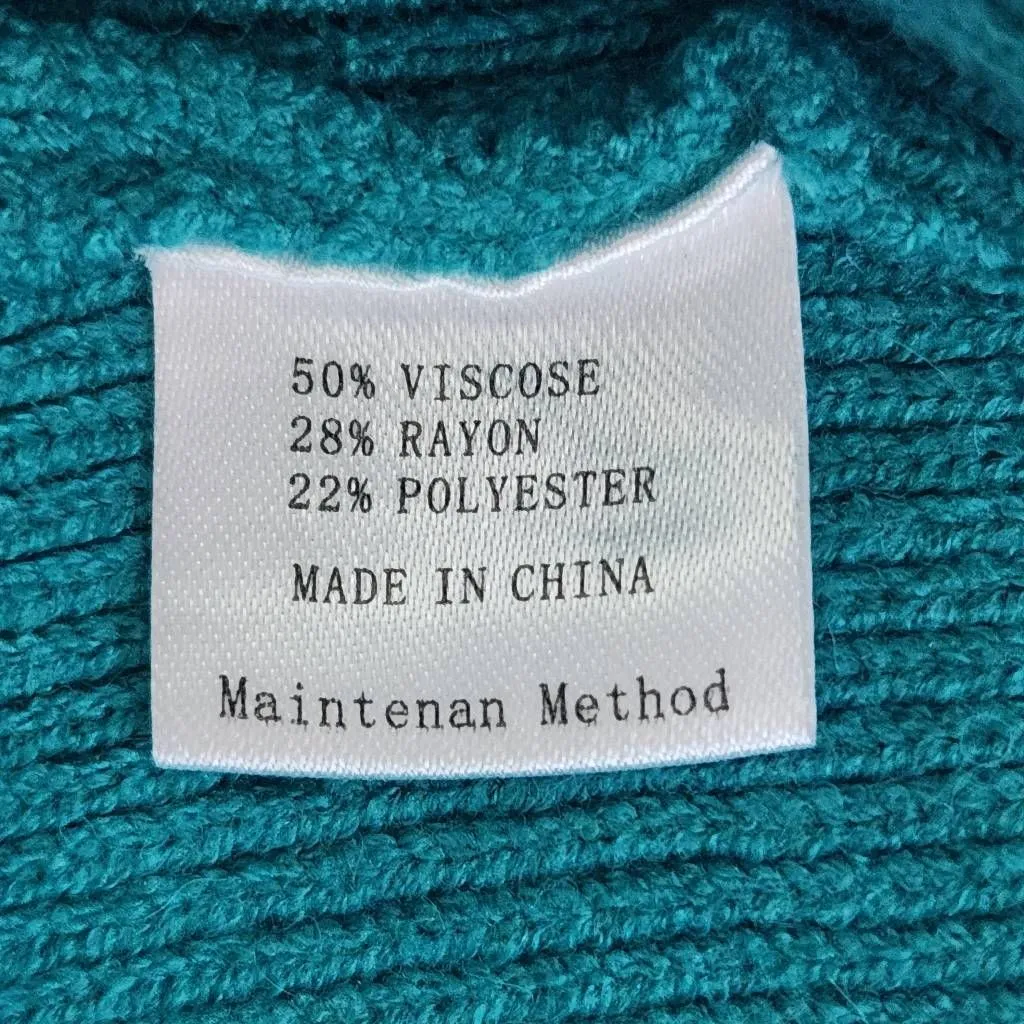 50% VISCOSE
28% RAYON
22% POLYESTER
MADE IN CHINA
Maintenan Method